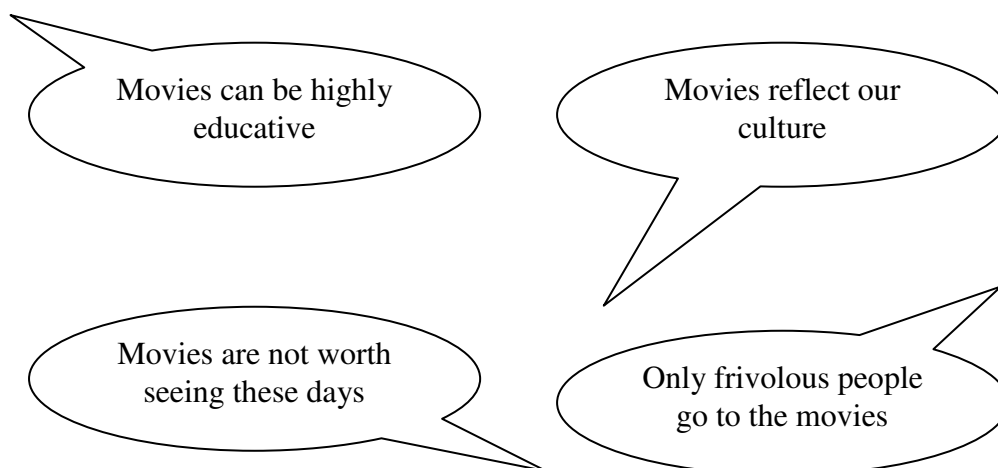 Movies can be highly
educative
Movies reflect our
culture
Movies are not worth
seeing these days
Only frivolous people
go to the movies